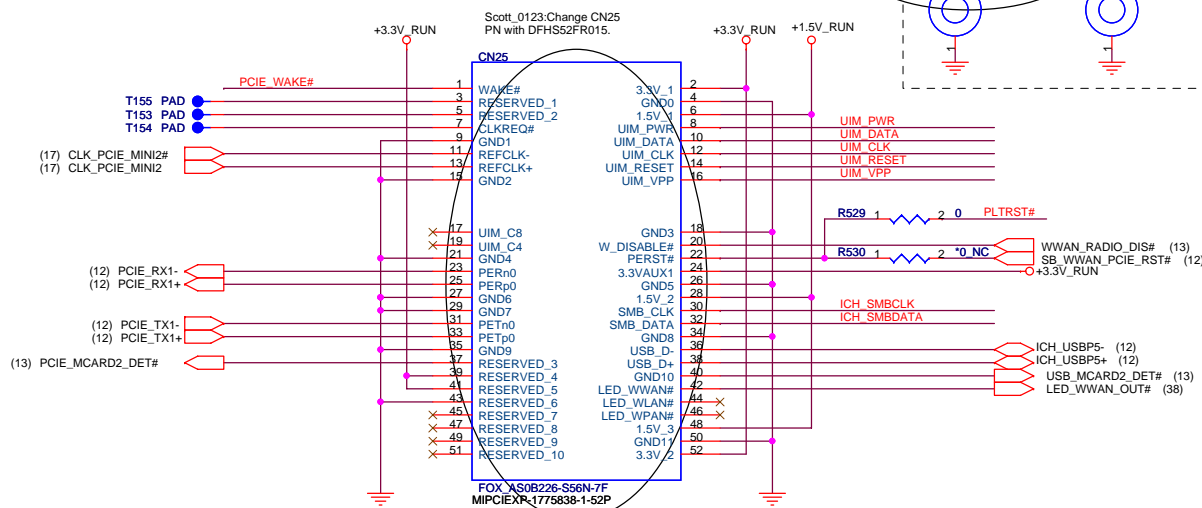 Scott_0123:Change CN25
PN with DFHS52FR015.
+3.3V_RUN +3.3V_RUN +1.5V_RUN
CN25
1 1
PCIE_WAKE# 1 WAKE# 3.3V_1 2
T155 PAD 3 RESERVED_1 GND0 4
T153 PAD 5 RESERVED_2 1.5V_1 6
T154 PAD 7 CLKREQ# UIM_PWR 8 UIM_PWR
9 GND1 UIM_DATA 10 UIM_DATA
(17) CLK_PCIE_MINI2# 11 REFCLK- UIM_CLK 12 UIM_CLK
(17) CLK_PCIE_MINI2 13 REFCLK+ UIM_RESET 14 UIM_RESET
15 GND2 UIM_VPP 16 UIM_VPP
R529 1 2 0 PLTRST#
17 UIM_C8 GND3 18
19 UIM_C4 W_DISABLE# 20 WWAN_RADIO_DIS# (13)
21 GND4 PERST# 22 R530 1 2 *0_NC SB_WWAN_PCIE_RST# (12)
(12) PCIE_RX1- 23 PERn0 3.3VAUX1 24 +3.3V_RUN
(12) PCIE_RX1+ 25 PERp0 GND5 26
27 GND6 1.5V_2 28
29 GND7 SMB_CLK 30 ICH_SMBCLK
(12) PCIE_TX1- 31 PETn0 SMB_DATA 32 ICH_SMBDATA
(12) PCIE_TX1+ 33 PETp0 GND8 34
35 GND9 USB_D- 36 ICH_USBP5- (12)
(13) PCIE_MCARD2_DET# 37 RESERVED_3 USB_D+ 38 ICH_USBP5+ (12)
39 RESERVED_4 GND10 40 USB_MCARD2_DET# (13)
41 RESERVED_5 LED_WWAN# 42 LED_WWAN_OUT# (38)
43 RESERVED_6 LED_WLAN# 44
45 RESERVED_7 LED_WPAN# 46
47 RESERVED_8 1.5V_3 48
49 RESERVED_9 GND11 50
51 RESERVED_10 3.3V_2 52
FOX_AS0B226-S56N-7F
MIPCIEXP-1775838-1-52P